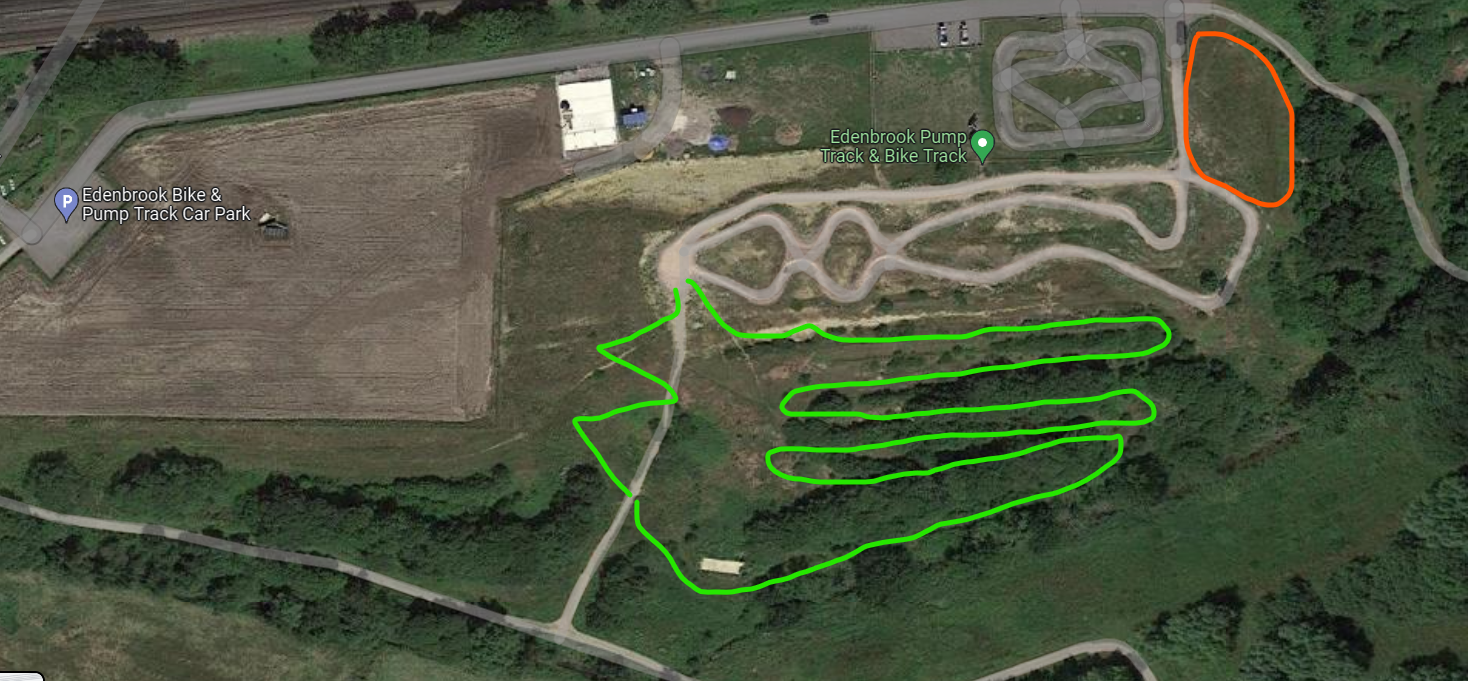 Edenbrook Pump
Track & Bike Track
P
Edenbrook Bike &
Pump Track Car Park